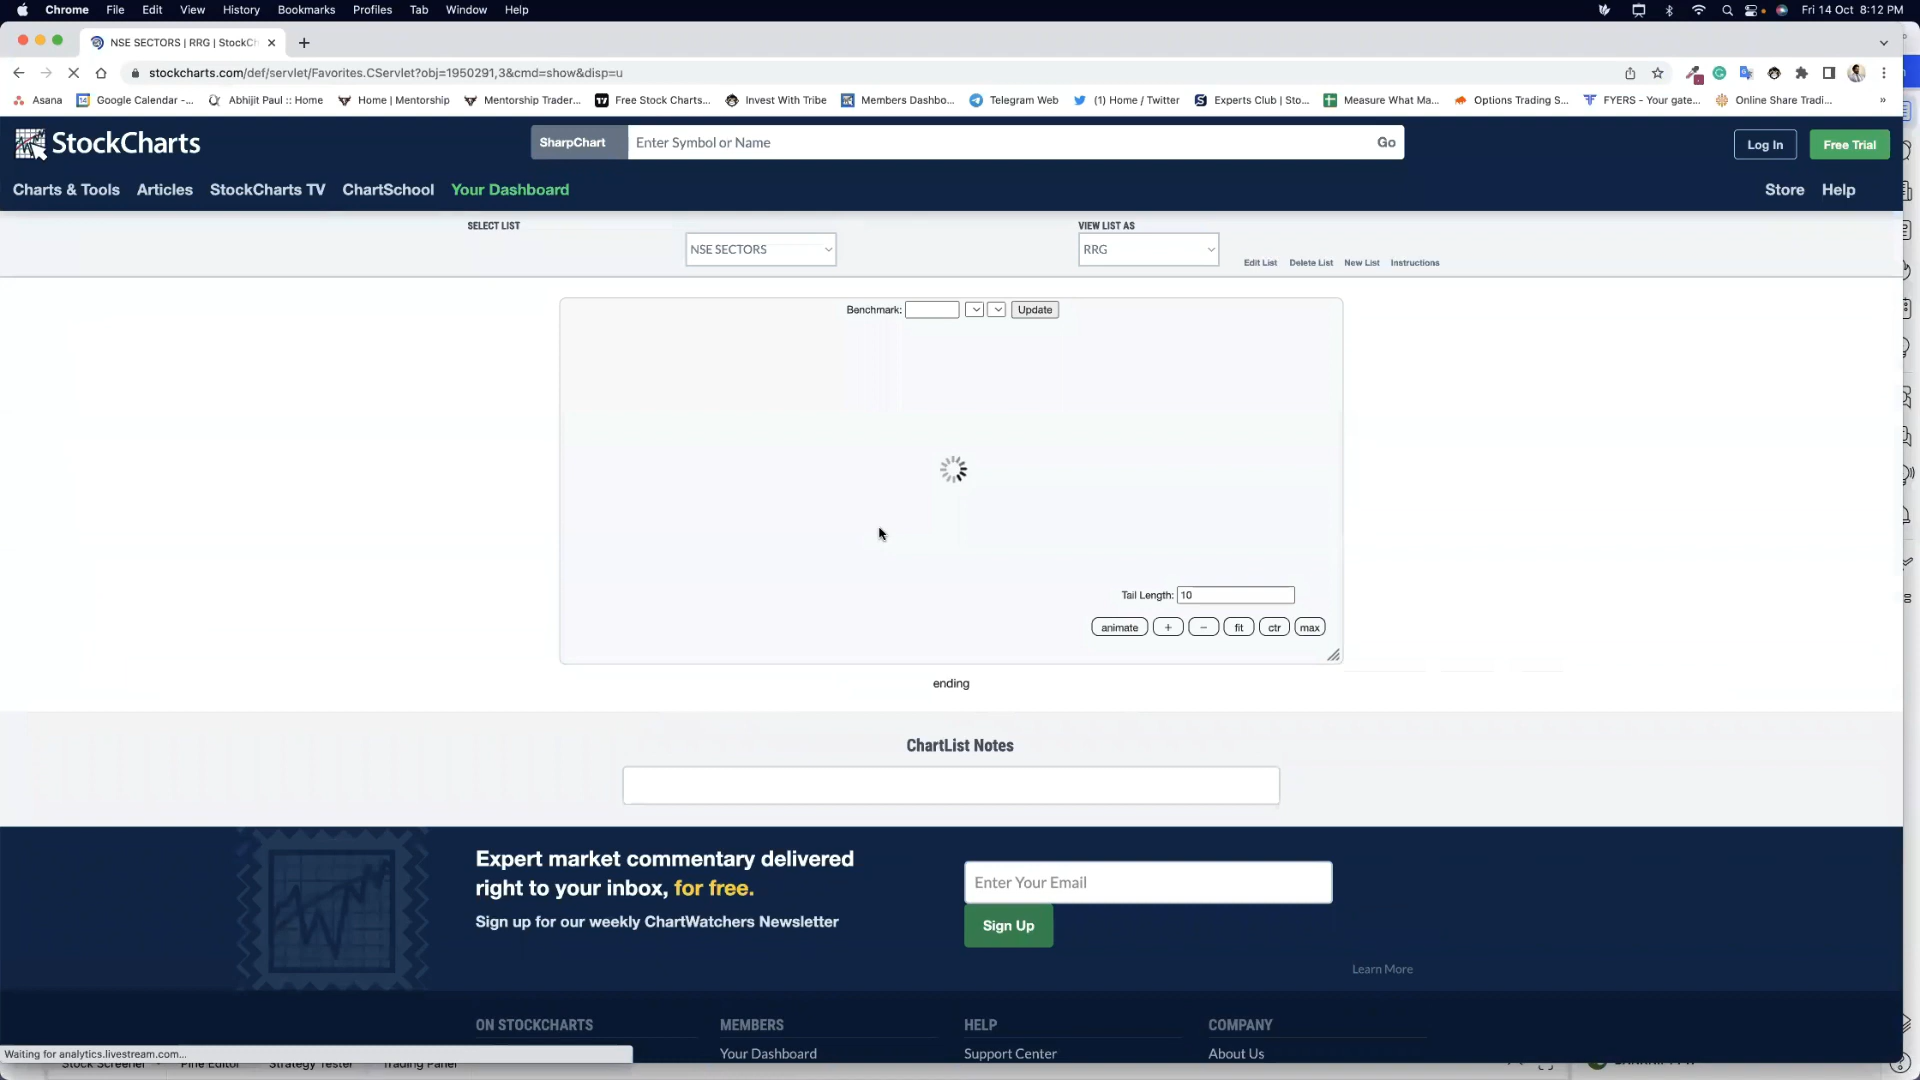 Chrome File Edit View History Bookmarks Profiles Tab Window Help Fri 14 Oct 8:12 PM
NSE SECTORS | RRG | StockCh
stockcharts.com/def/servlet/Favorites.CServlet?obj=1950291,3&cmd=show&disp=u
Asana Google Calendar -... Abhijit Paul :: Home Home | Mentorship Mentorship Trader... Free Stock Charts... Invest With Tribe Members Dashbo... Telegram Web (1) Home / Twitter Experts Club | Sto... Measure What Ma... Options Trading S... FYERS - Your gate... Online Share Tradi... »
StockCharts SharpChart Enter Symbol or Name Go Log In Free Trial
Charts & Tools Articles StockCharts TV ChartSchool Your Dashboard Store Help
SELECT LIST VIEW LIST AS
NSE SECTORS RRG
Edit List Delete List New List Instructions
Benchmark: Update
Tail Length: 10
animate + − fit ctr max
ending
ChartList Notes
Expert market commentary delivered
right to your inbox, for free.
Enter Your Email
Sign up for our weekly ChartWatchers Newsletter
Sign Up
Learn More
ON STOCKCHARTS MEMBERS HELP COMPANY
Your Dashboard Support Center About Us
Waiting for analytics.livestream.com...
Stock Screener Pine Editor Strategy Tester Trading Panel